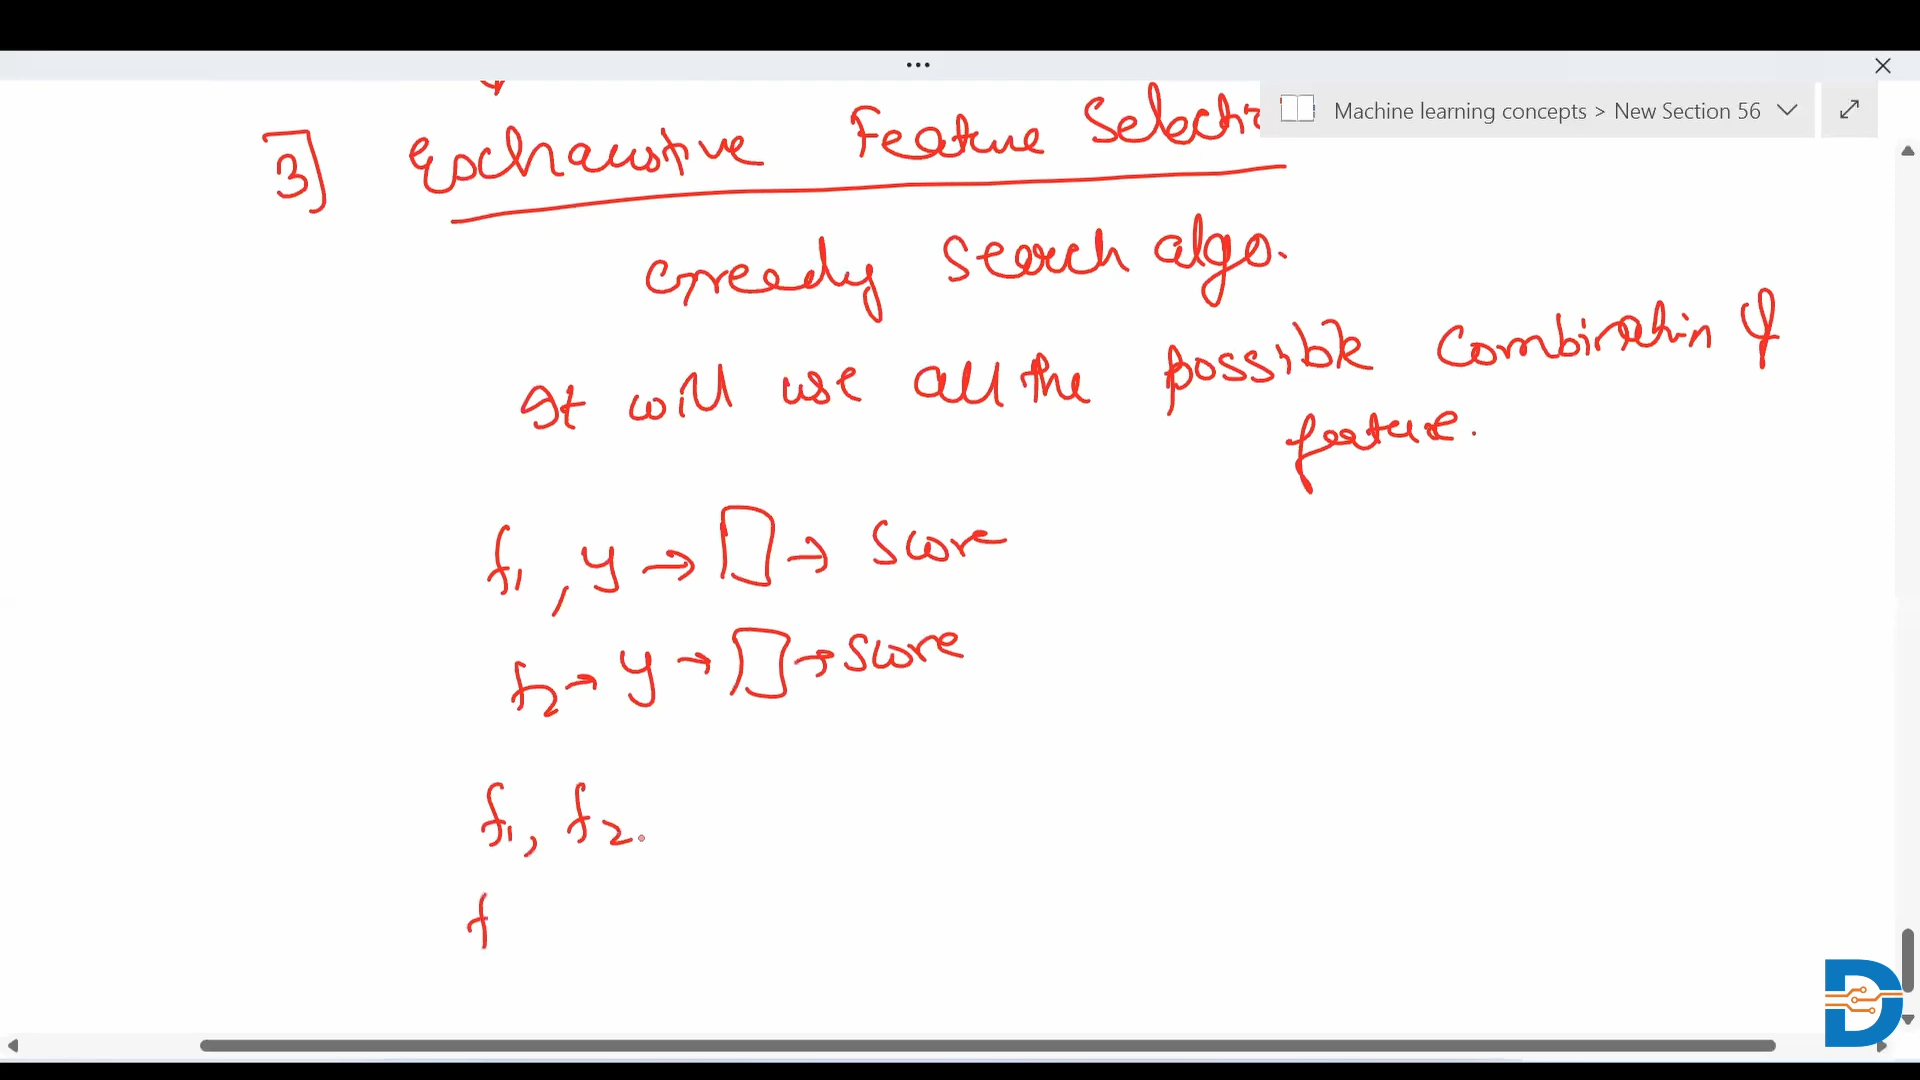 Machine learning concepts > New Section 56
3] Exchaustive Feature Selecti
Greedy Search algo.
It will use all the possible combination of
feature.
f1, y → → Score
f2 → y → → Score
f1, f2.
f